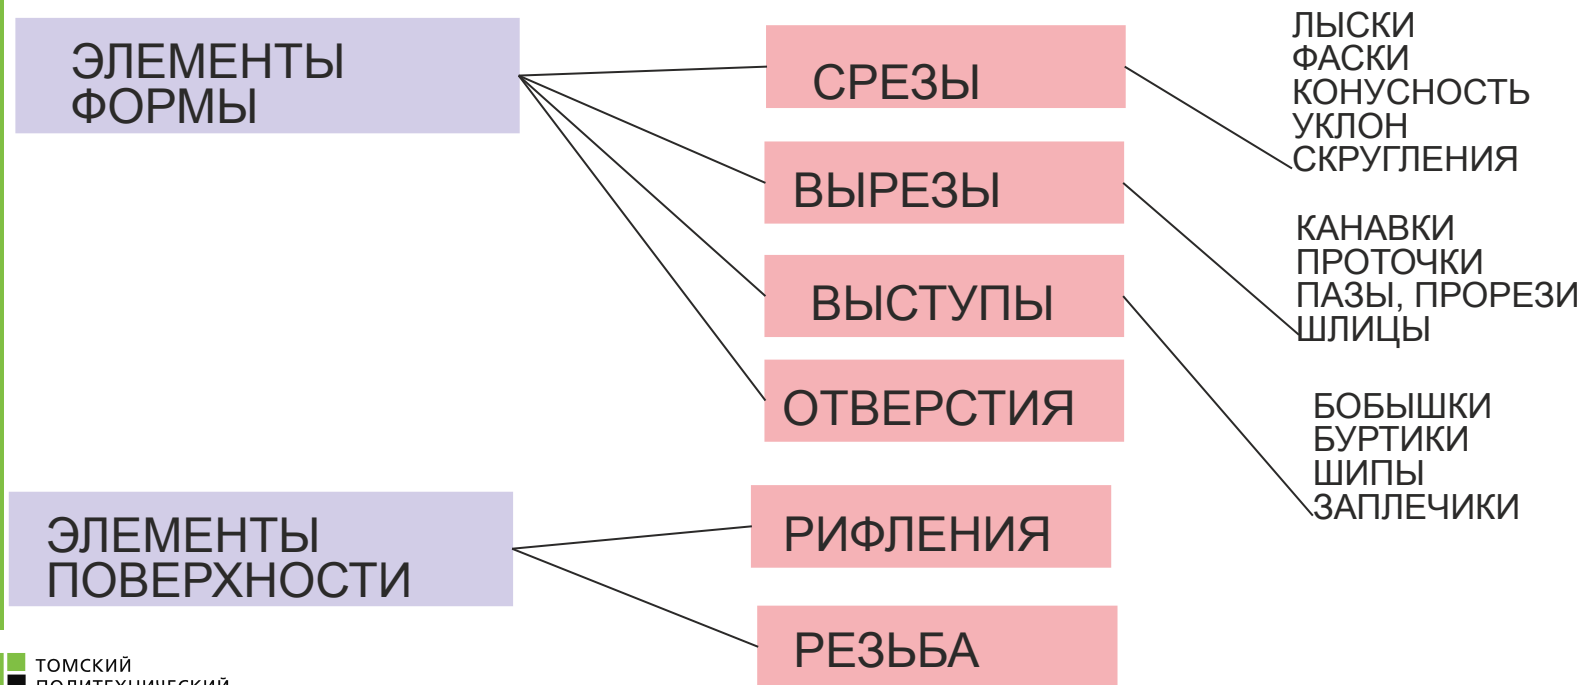 ЭЛЕМЕНТЫ
ФОРМЫ
СРЕЗЫ
ВЫРЕЗЫ
ВЫСТУПЫ
ОТВЕРСТИЯ
ЛЫСКИ
ФАСКИ
КОНУСНОСТЬ
УКЛОН
СКРУГЛЕНИЯ
КАНАВКИ
ПРОТОЧКИ
ПАЗЫ, ПРОРЕЗИ
ШЛИЦЫ
БОБЫШКИ
БУРТИКИ
ШИПЫ
ЗАПЛЕЧИКИ
ЭЛЕМЕНТЫ
ПОВЕРХНОСТИ
РИФЛЕНИЯ
РЕЗЬБА
ТОМСКИЙ
ПОЛИТЕХНИЧЕСКИЙ